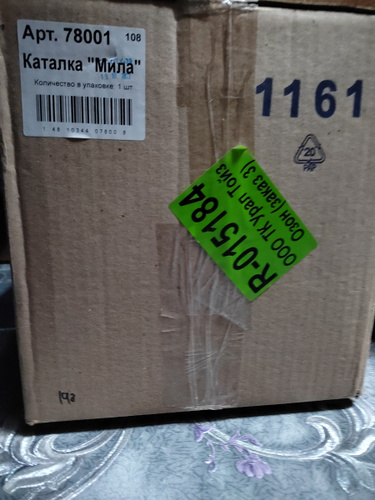 Арт. 78001 108
Каталка "Мила"
Количество в упаковке: 1 шт
1161
20
PAP
R-015184
ООО ТК Урал Тойз
Озон (заказ 3)